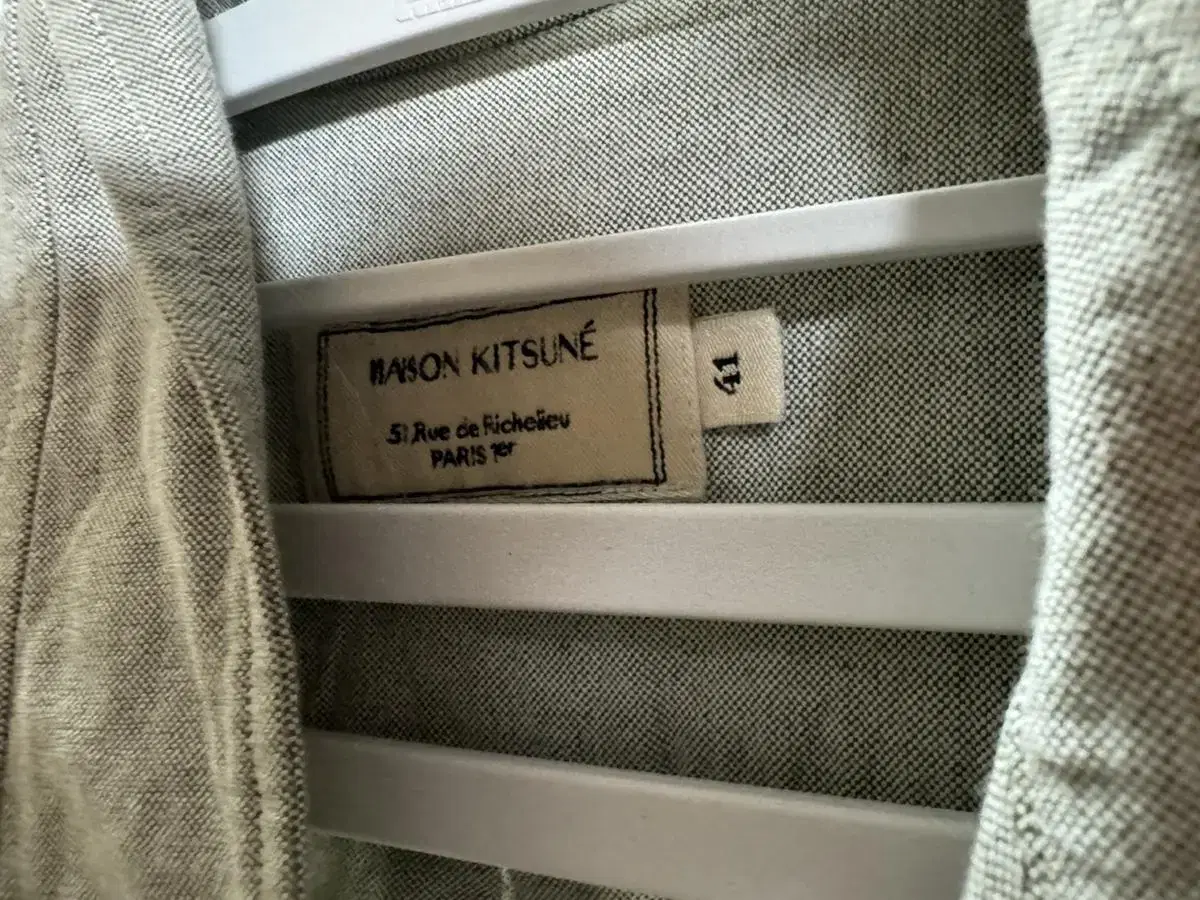 MAISON KITSUNÉ
41
51 Rue de Richelieu
PARIS 1er